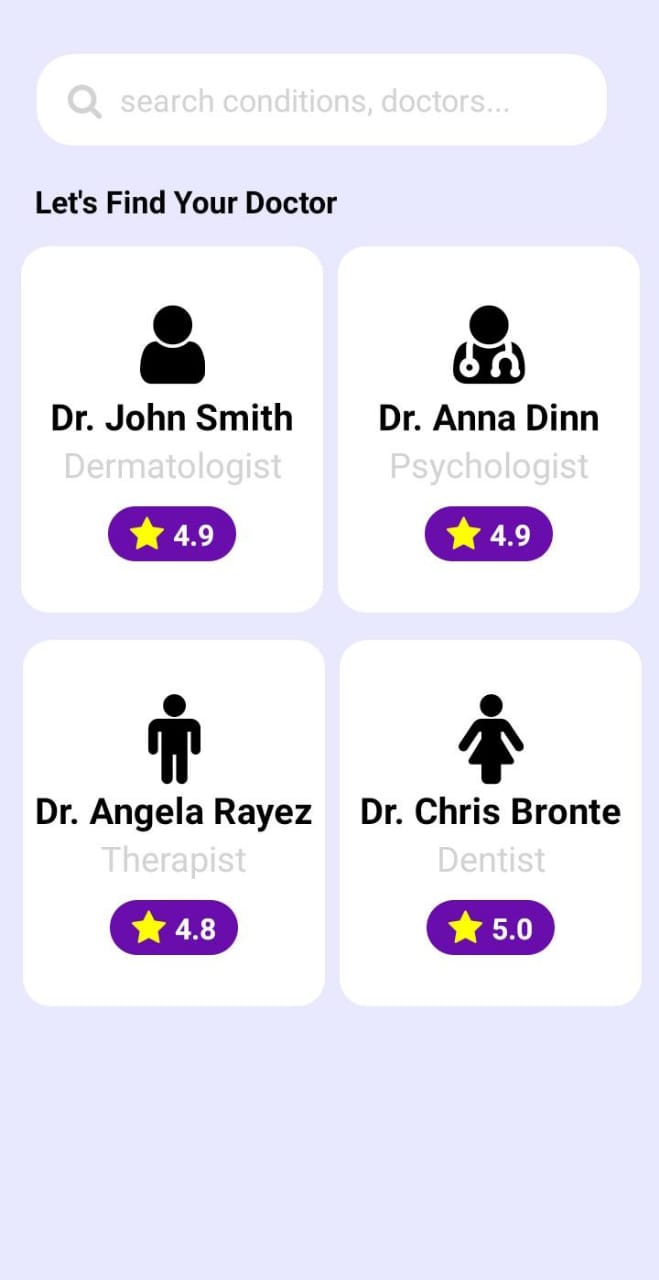 search conditions, doctors...
Let's Find Your Doctor
Dr. John Smith
Dermatologist
4.9
Dr. Anna Dinn
Psychologist
4.9
Dr. Angela Rayez
Therapist
4.8
Dr. Chris Bronte
Dentist
5.0